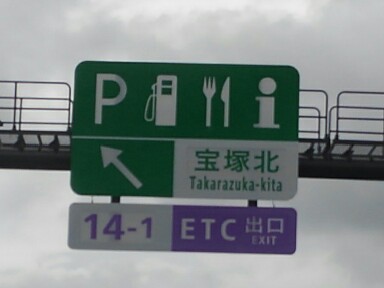 P
宝塚北
Takarazuka-kita
14-1 ETC 出口
EXIT